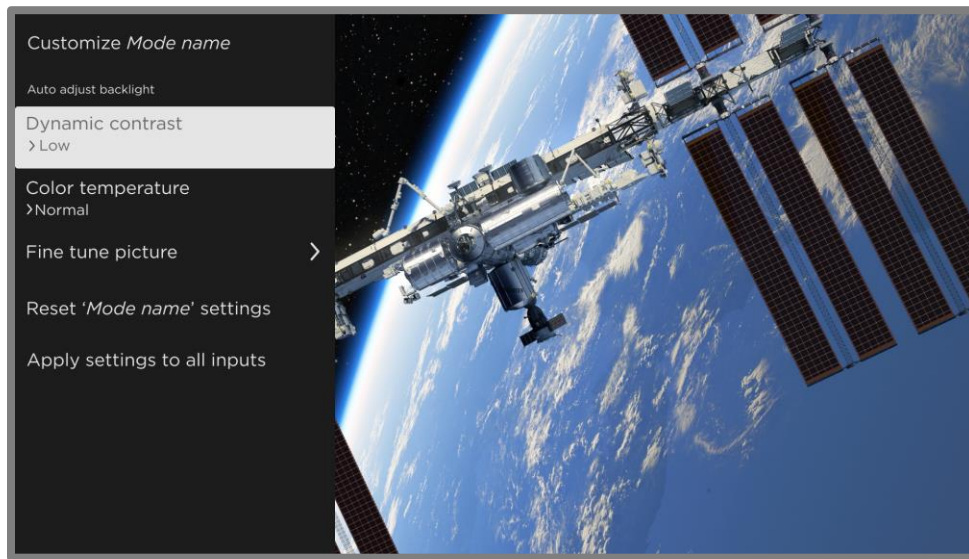 Customize Mode name
Auto adjust backlight
Dynamic contrast
> Low
Color temperature
>Normal
Fine tune picture >
Reset ‘Mode name’ settings
Apply settings to all inputs